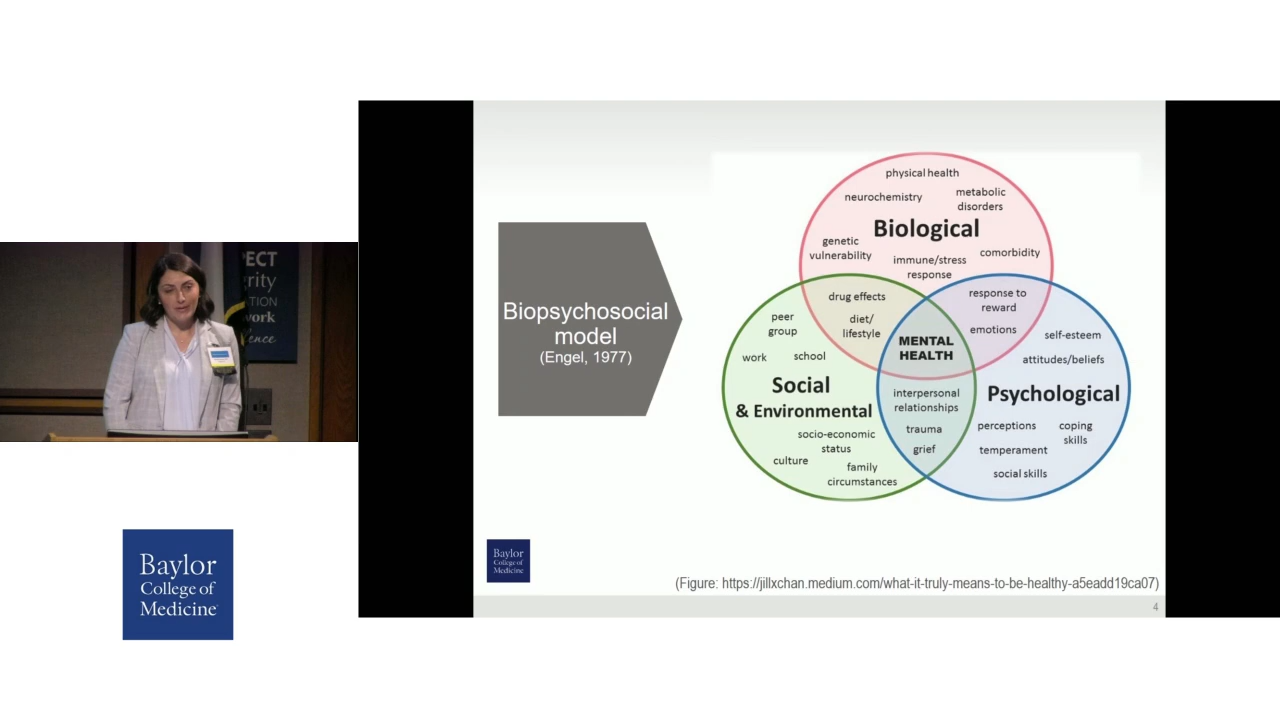 ECT
rity
TION
work
ence
Baylor
College of
Medicine
Biopsychosocial
model
(Engel, 1977)
physical health
neurochemistry
metabolic
disorders
Biological
genetic
vulnerability
immune/stress
response
comorbidity
drug effects
diet/
lifestyle
response to
reward
emotions
MENTAL
HEALTH
peer
group
work
school
Social
& Environmental
socio-economic
status
culture
family
circumstances
interpersonal
relationships
trauma
grief
self-esteem
attitudes/beliefs
Psychological
perceptions
coping
skills
temperament
social skills
Baylor
College of
Medicine
(Figure: https://jillxchan.medium.com/what-it-truly-means-to-be-healthy-a5eadd19ca07)
4